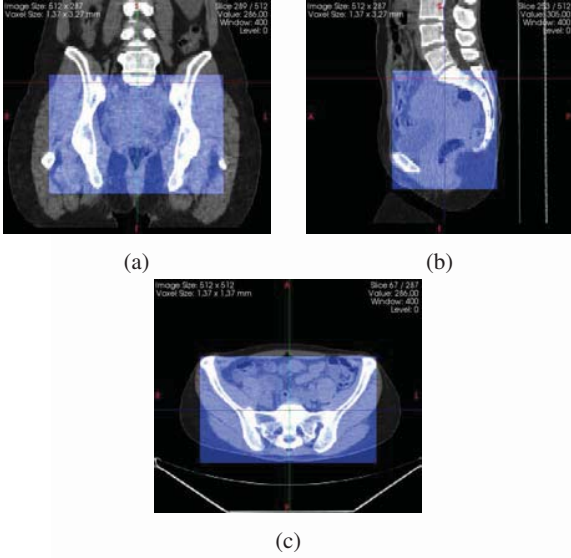 Image Size: 512 x 287
Voxel Size: 1.37 x 3.27 mm
Slice 289 / 512
Value: 286.00
Window: 400
Level: 0
R
L
Image Size: 512 x 287
Voxel Size: 1.37 x 3.27 mm
Slice 253 / 512
Value: 305.00
Window: 400
Level: 0
A
(a)
(b)
Image Size: 512 x 512
Voxel Size: 1.37 x 1.37 mm
A
Slice 67 / 287
Value: 286.00
Window: 400
Level: 0
R
L
(c)